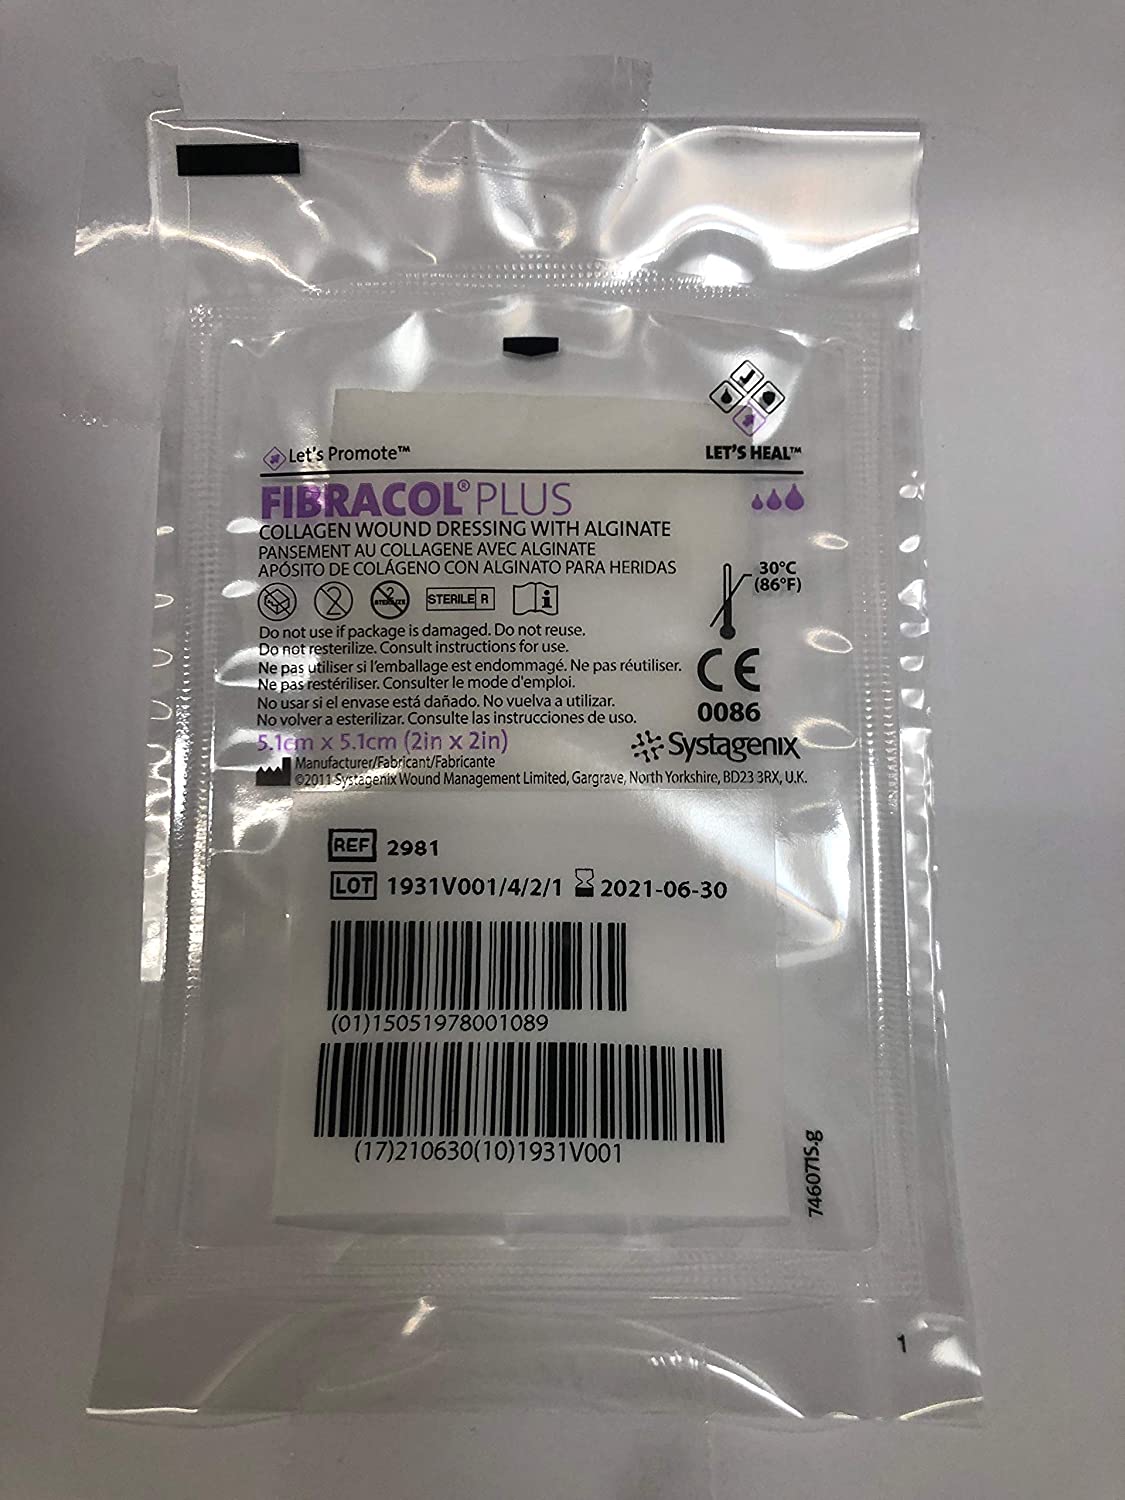 Let's Promote™
LET'S HEAL™
FIBRACOL® PLUS
COLLAGEN WOUND DRESSING WITH ALGINATE
PANSEMENT AU COLLAGENE AVEC ALGINATE
APÓSITO DE COLÁGENO CON ALGINATO PARA HERIDAS
30°C
(86°F)
2
2
STERILIZE
STERILE R
i
Do not use if package is damaged. Do not reuse.
Do not resterilize. Consult instructions for use.
Ne pas utiliser si l'emballage est endommagé. Ne pas réutiliser.
Ne pas restériliser. Consulter le mode d'emploi.
No usar si el envase está dañado. No vuelva a utilizar.
No volver a esterilizar. Consulte las instrucciones de uso.
CE
0086
5.1cm x 5.1cm (2in x 2in)
Systagenix
Manufacturer/Fabricant/Fabricante
©2011 Systagenix Wound Management Limited, Gargrave, North Yorkshire, BD23 3RX, U.K.
REF 2981
LOT 1931V001/4/2/1 2021-06-30
(01)15051978001089
(17)210630(10)1931V001
746071S.g
1